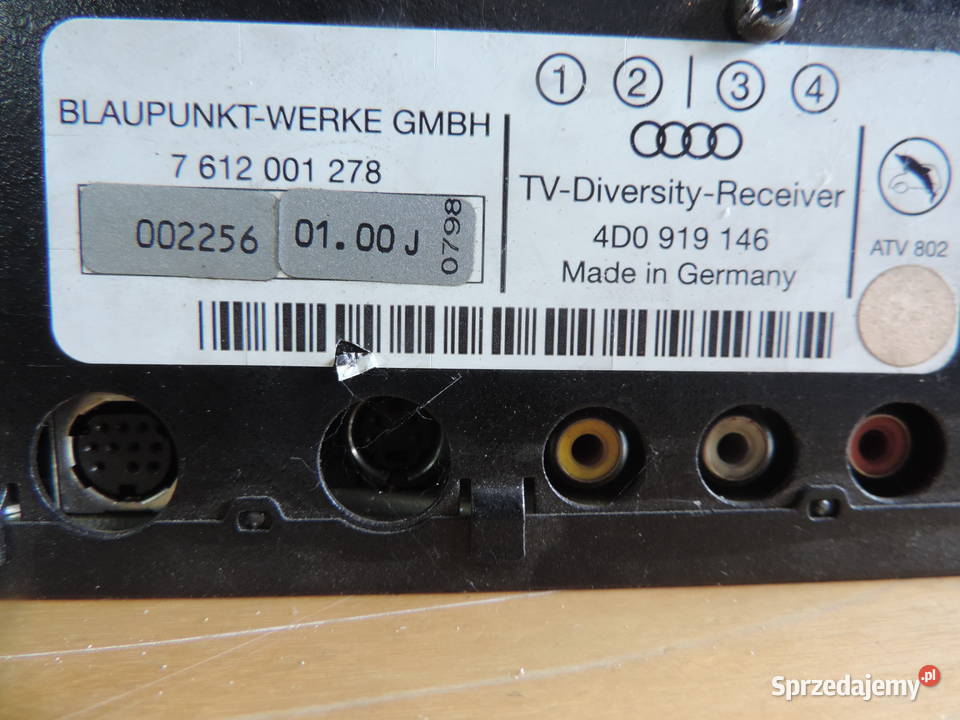 BLAUPUNKT-WERKE GMBH
7 612 001 278
002256
01.00 J
0798
1 2 | 3 4
TV-Diversity-Receiver
4D0 919 146
Made in Germany
ATV 802
Sprzedajemy.pl